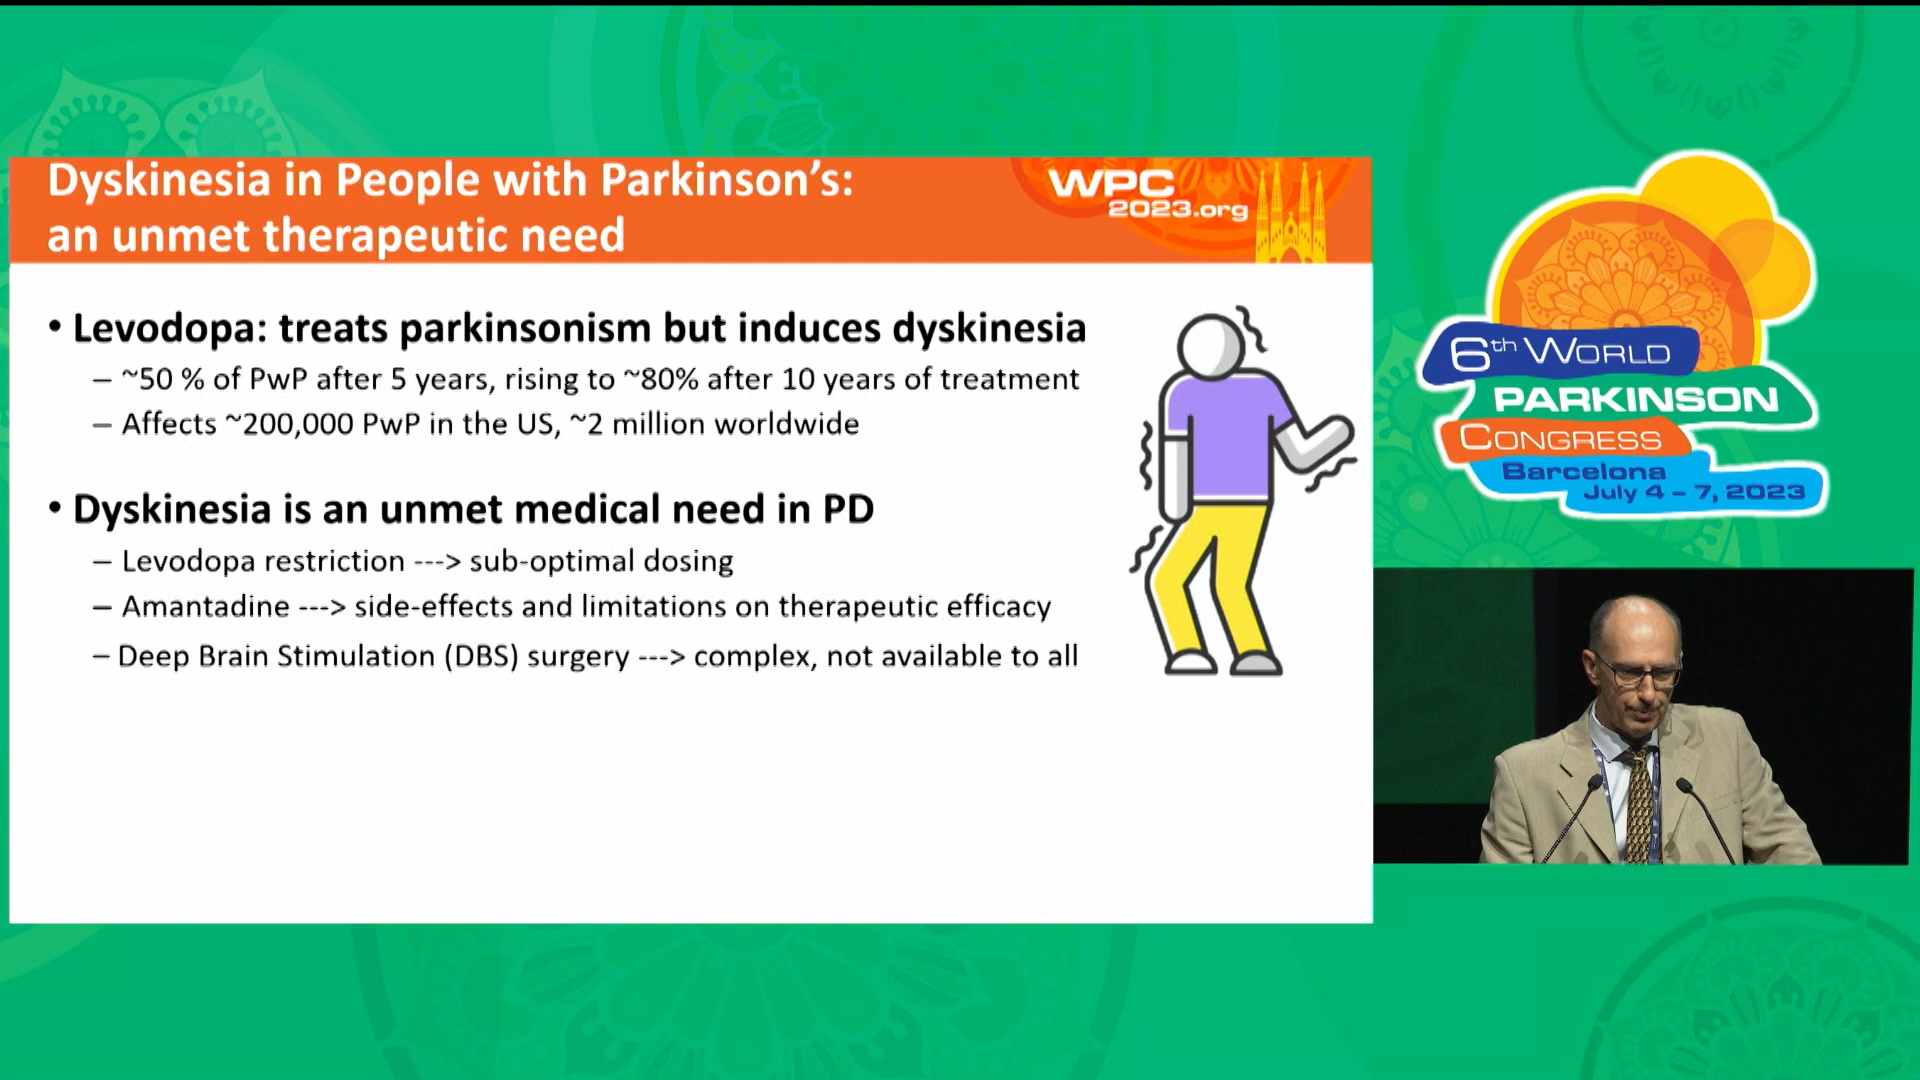 Dyskinesia in People with Parkinson's:
an unmet therapeutic need
WPC
2023.org
• Levodopa: treats parkinsonism but induces dyskinesia
– ~50 % of PwP after 5 years, rising to ~80% after 10 years of treatment
– Affects ~200,000 PwP in the US, ~2 million worldwide
• Dyskinesia is an unmet medical need in PD
– Levodopa restriction ---> sub-optimal dosing
– Amantadine ---> side-effects and limitations on therapeutic efficacy
– Deep Brain Stimulation (DBS) surgery ---> complex, not available to all
6th WORLD
PARKINSON
CONGRESS
Barcelona
July 4 – 7, 2023